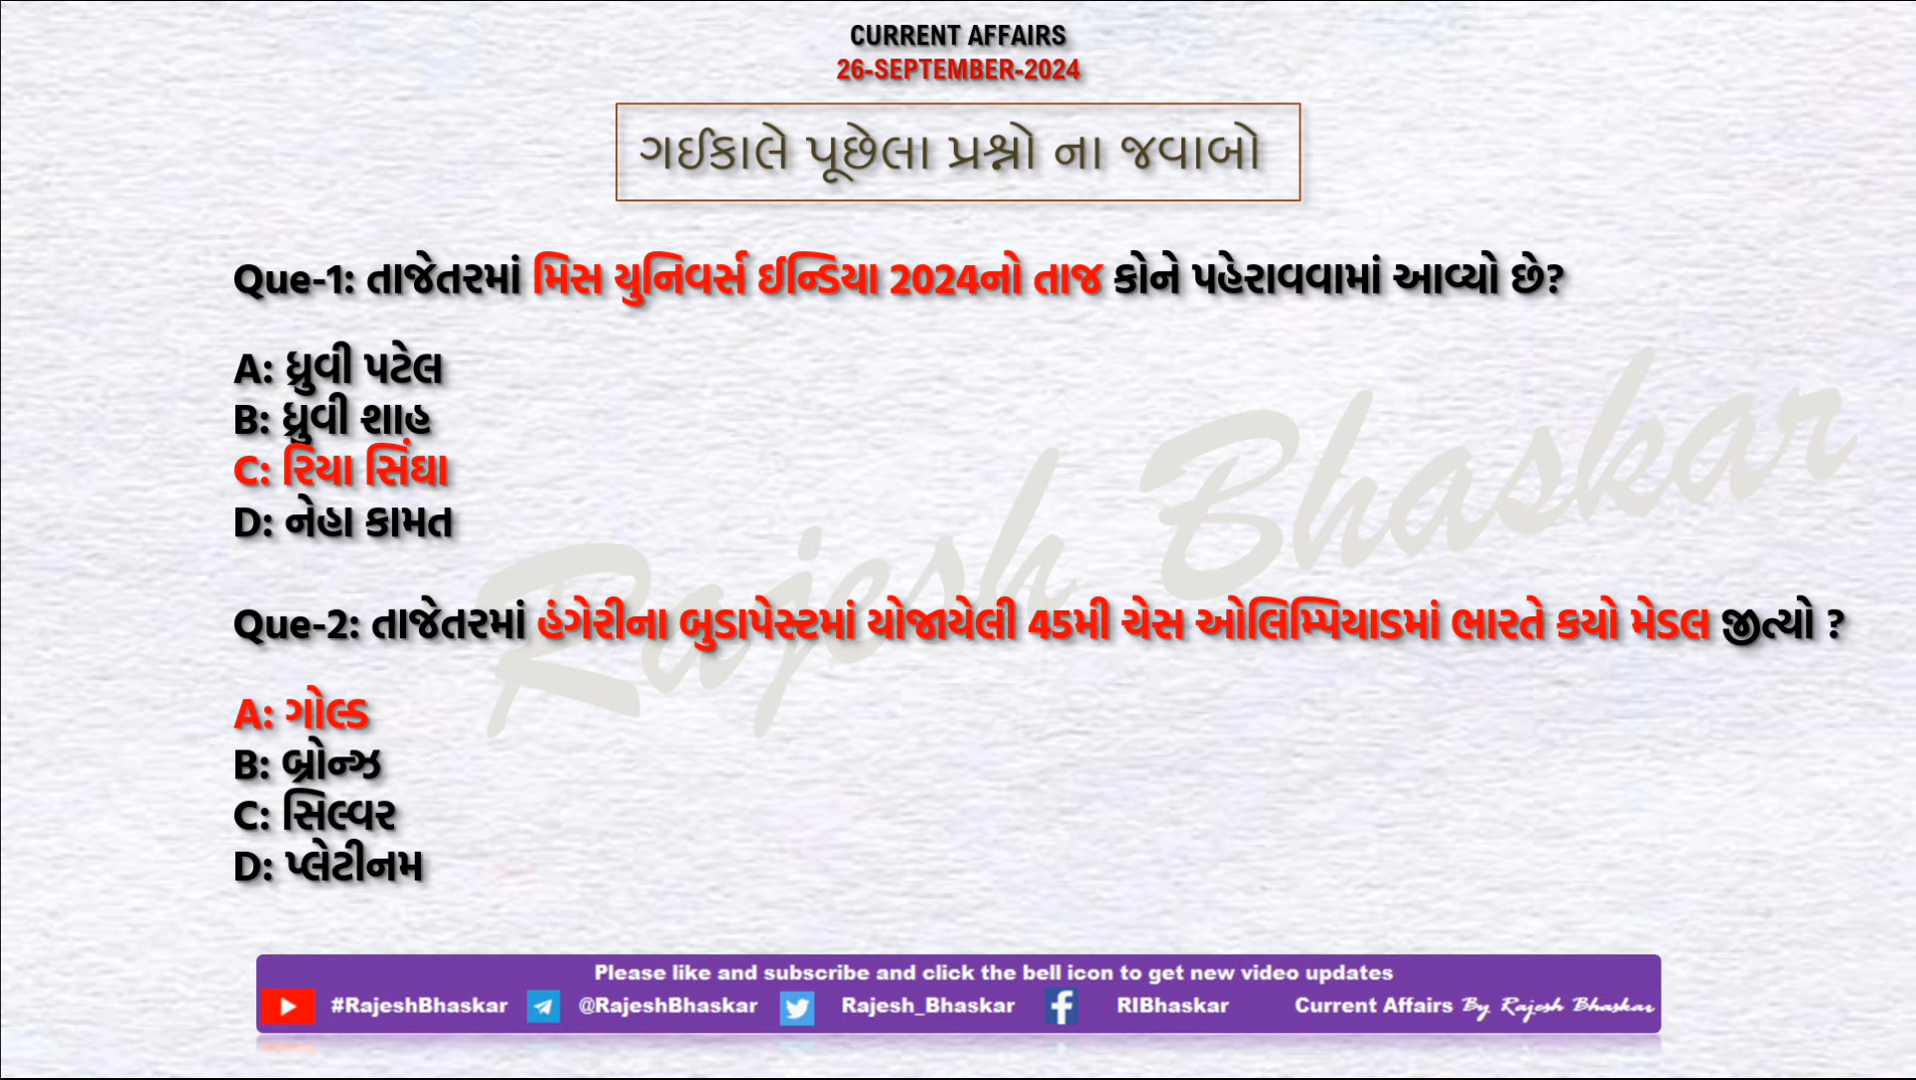 CURRENT AFFAIRS
26-SEPTEMBER-2024
ગઈકાલે પૂછેલા પ્રશ્નો ના જવાબો
Que-1: તાજેતરમાં મિસ યુનિવર્સ ઈન્ડિયા 2024નો તાજ કોને પહેરાવવામાં આવ્યો છે?
A: ધ્રુવી પટેલ
B: ધ્રુવી શાહ
C: રિયા સિંઘા
D: નેહા કામત
Rajesh Bhaskar
Que-2: તાજેતરમાં હંગેરીના બુડાપેસ્ટમાં યોજાયેલી 45મી ચેસ ઓલિમ્પિયાડમાં ભારતે કયો મેડલ જીત્યો ?
A: ગોલ્ડ
B: બ્રોન્ઝ
C: સિલ્વર
D: પ્લેટીનમ
Please like and subscribe and click the bell icon to get new video updates
#RajeshBhaskar @RajeshBhaskar Rajesh_Bhaskar RIBhaskar Current Affairs By Rajesh Bhaskar